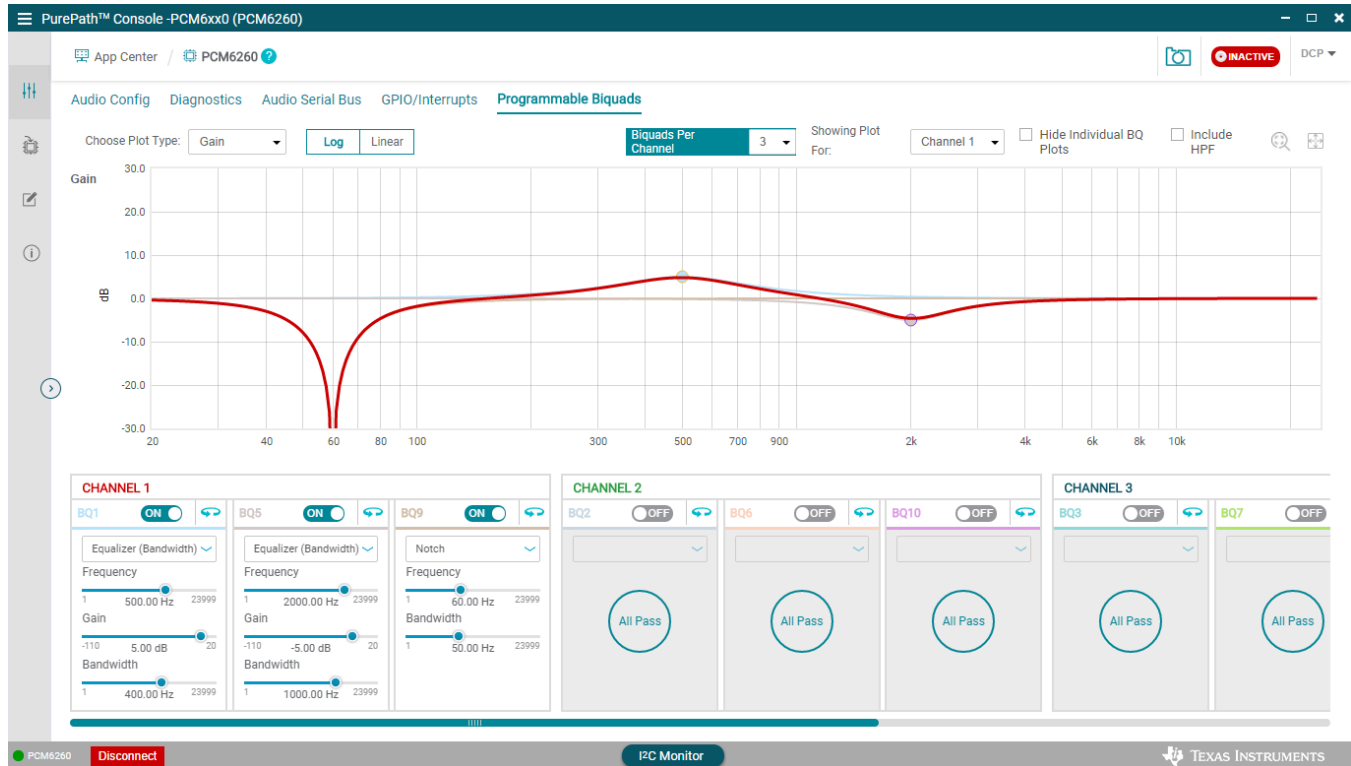 PurePath™ Console -PCM6xx0 (PCM6260)
App Center / PCM6260 ?
INACTIVE
DCP
Audio Config Diagnostics Audio Serial Bus GPIO/Interrupts Programmable Biquads
Choose Plot Type: Gain Log Linear
Biquads Per Channel 3
Showing Plot For: Channel 1
Hide Individual BQ Plots
Include HPF
Gain
dB
30.0
20.0
10.0
0.0
-10.0
-20.0
-30.0
20 40 60 80 100 300 500 700 900 2k 4k 6k 8k 10k
CHANNEL 1
BQ1 ON
Equalizer (Bandwidth)
Frequency
1 500.00 Hz 23999
Gain
-110 5.00 dB 20
Bandwidth
1 400.00 Hz 23999
BQ5 ON
Equalizer (Bandwidth)
Frequency
1 2000.00 Hz 23999
Gain
-110 -5.00 dB 20
Bandwidth
1 1000.00 Hz 23999
BQ9 ON
Notch
Frequency
1 60.00 Hz 23999
Bandwidth
1 50.00 Hz 23999
CHANNEL 2
BQ2 OFF
All Pass
BQ6 OFF
All Pass
BQ10 OFF
All Pass
CHANNEL 3
BQ3 OFF
All Pass
BQ7 OFF
All Pass
PCM6260 Disconnect
I²C Monitor
TEXAS INSTRUMENTS